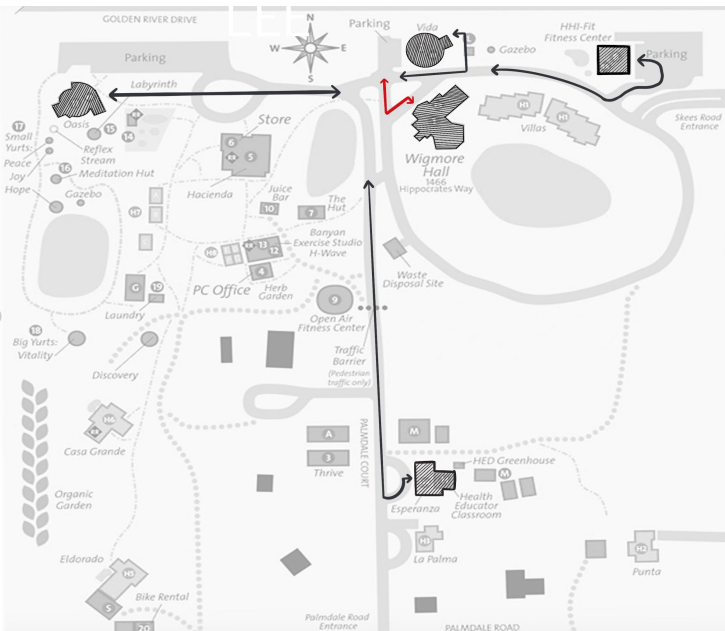 LEE
GOLDEN RIVER DRIVE
N
W E
S
Parking
Vida
L
Gazebo
HHI-Fit
Fitness Center
Parking
Parking
Labyrinth
Oasis
15
14
17
Small
Yurts:
Peace
Joy
Hope
Reflex
Stream
16
Meditation Hut
Gazebo
Store
6
S
Hacienda
H1
H1
Villas
Skees Road
Entrance
Wigmore
Hall
1466
Hippocrates Way
Juice
Bar
10
The
Hut
7
H7
Banyan
Exercise Studio
H-Wave
H8
13
12
4
PC Office
Herb
Garden
Waste
Disposal Site
G
19
Laundry
9
Open Air
Fitness Center
18
Big Yurts:
Vitality
Discovery
Traffic
Barrier
(Pedestrian
traffic only)
H6
Casa Grande
A
3
Thrive
PALMDALE COURT
M
HED Greenhouse
M
Health
Educator
Classroom
Esperanza
Organic
Garden
H3
La Palma
H2
Punta
Eldorado
H5
S
Bike Rental
20
Palmdale Road
Entrance
PALMDALE ROAD